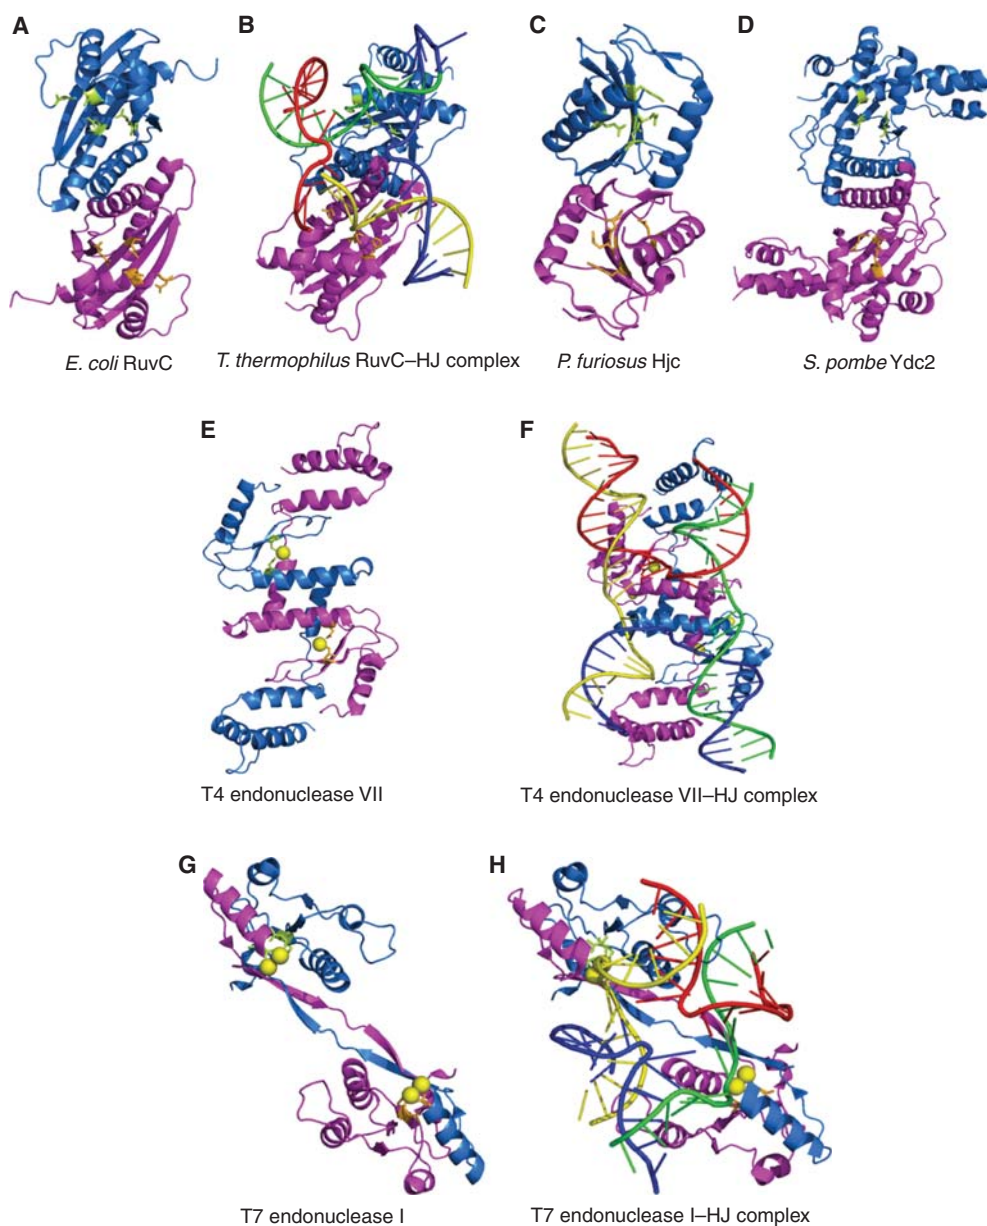 A
B
C
D
E. coli RuvC
T. thermophilus RuvC–HJ complex
P. furiosus Hjc
S. pombe Ydc2
E
F
T4 endonuclease VII
T4 endonuclease VII–HJ complex
G
H
T7 endonuclease I
T7 endonuclease I–HJ complex